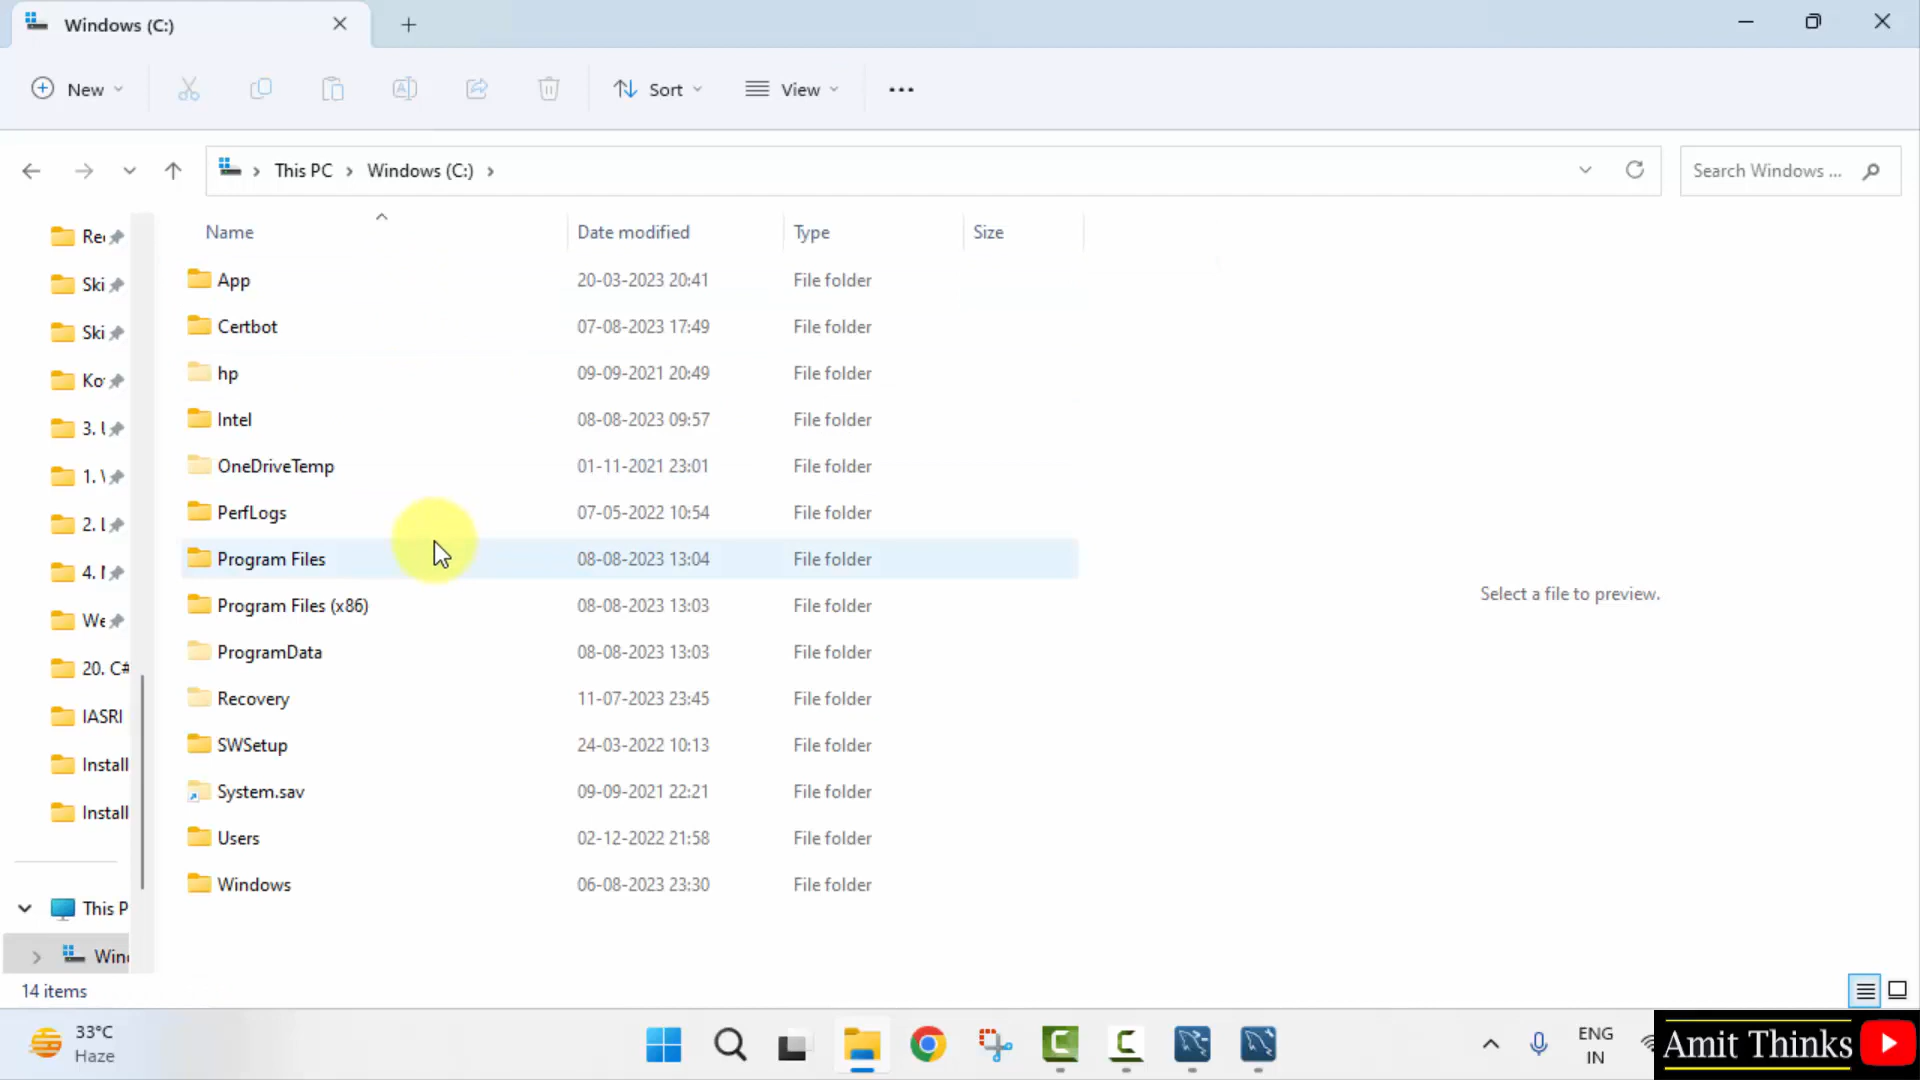 Windows (C:)
New
Sort
View
This PC
Windows (C:)
Search Windows ...
Name
Date modified
Type
Size
App 20-03-2023 20:41 File folder
Certbot 07-08-2023 17:49 File folder
hp 09-09-2021 20:49 File folder
Intel 08-08-2023 09:57 File folder
OneDriveTemp 01-11-2021 23:01 File folder
PerfLogs 07-05-2022 10:54 File folder
Program Files 08-08-2023 13:04 File folder
Program Files (x86) 08-08-2023 13:03 File folder
ProgramData 08-08-2023 13:03 File folder
Recovery 11-07-2023 23:45 File folder
SWSetup 24-03-2022 10:13 File folder
System.sav 09-09-2021 22:21 File folder
Users 02-12-2022 21:58 File folder
Windows 06-08-2023 23:30 File folder
Ski
Ski
3.
1.
2.
4.
We
20. C#
IASRI
Install
Install
This P
Win
Select a file to preview.
14 items
33°C
Haze
ENG
IN
Amit Thinks